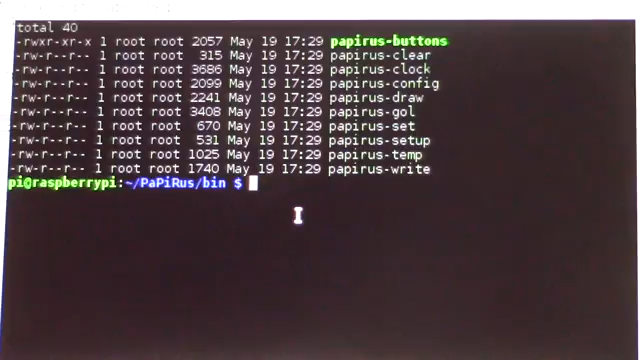 total 40
-rwxr-xr-x 1 root root 2057 May 19 17:29 papirus-buttons
-rw-r--r-- 1 root root 315 May 19 17:29 papirus-clear
-rw-r--r-- 1 root root 3686 May 19 17:29 papirus-clock
-rw-r--r-- 1 root root 2099 May 19 17:29 papirus-config
-rw-r--r-- 1 root root 2241 May 19 17:29 papirus-draw
-rw-r--r-- 1 root root 3408 May 19 17:29 papirus-gol
-rw-r--r-- 1 root root 670 May 19 17:29 papirus-set
-rw-r--r-- 1 root root 531 May 19 17:29 papirus-setup
-rw-r--r-- 1 root root 1025 May 19 17:29 papirus-temp
-rw-r--r-- 1 root root 1740 May 19 17:29 papirus-write
pi@raspberrypi:~/PaPiRus/bin $